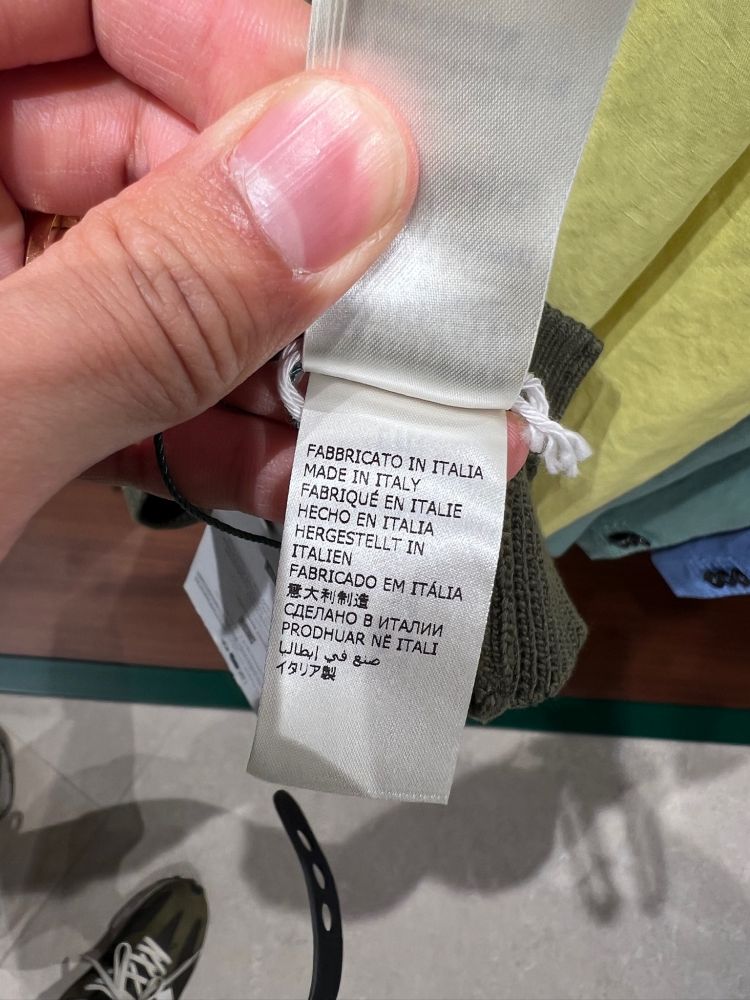 FABBRICATO IN ITALIA
MADE IN ITALY
FABRIQUÉ EN ITALIE
HECHO EN ITALIA
HERGESTELLT IN
ITALIEN
FABRICADO EM ITÁLIA
意大利制造
СДЕЛАНО В ИТАЛИИ
PRODHUAR NË ITALI
صنع في إيطاليا
イタリア製